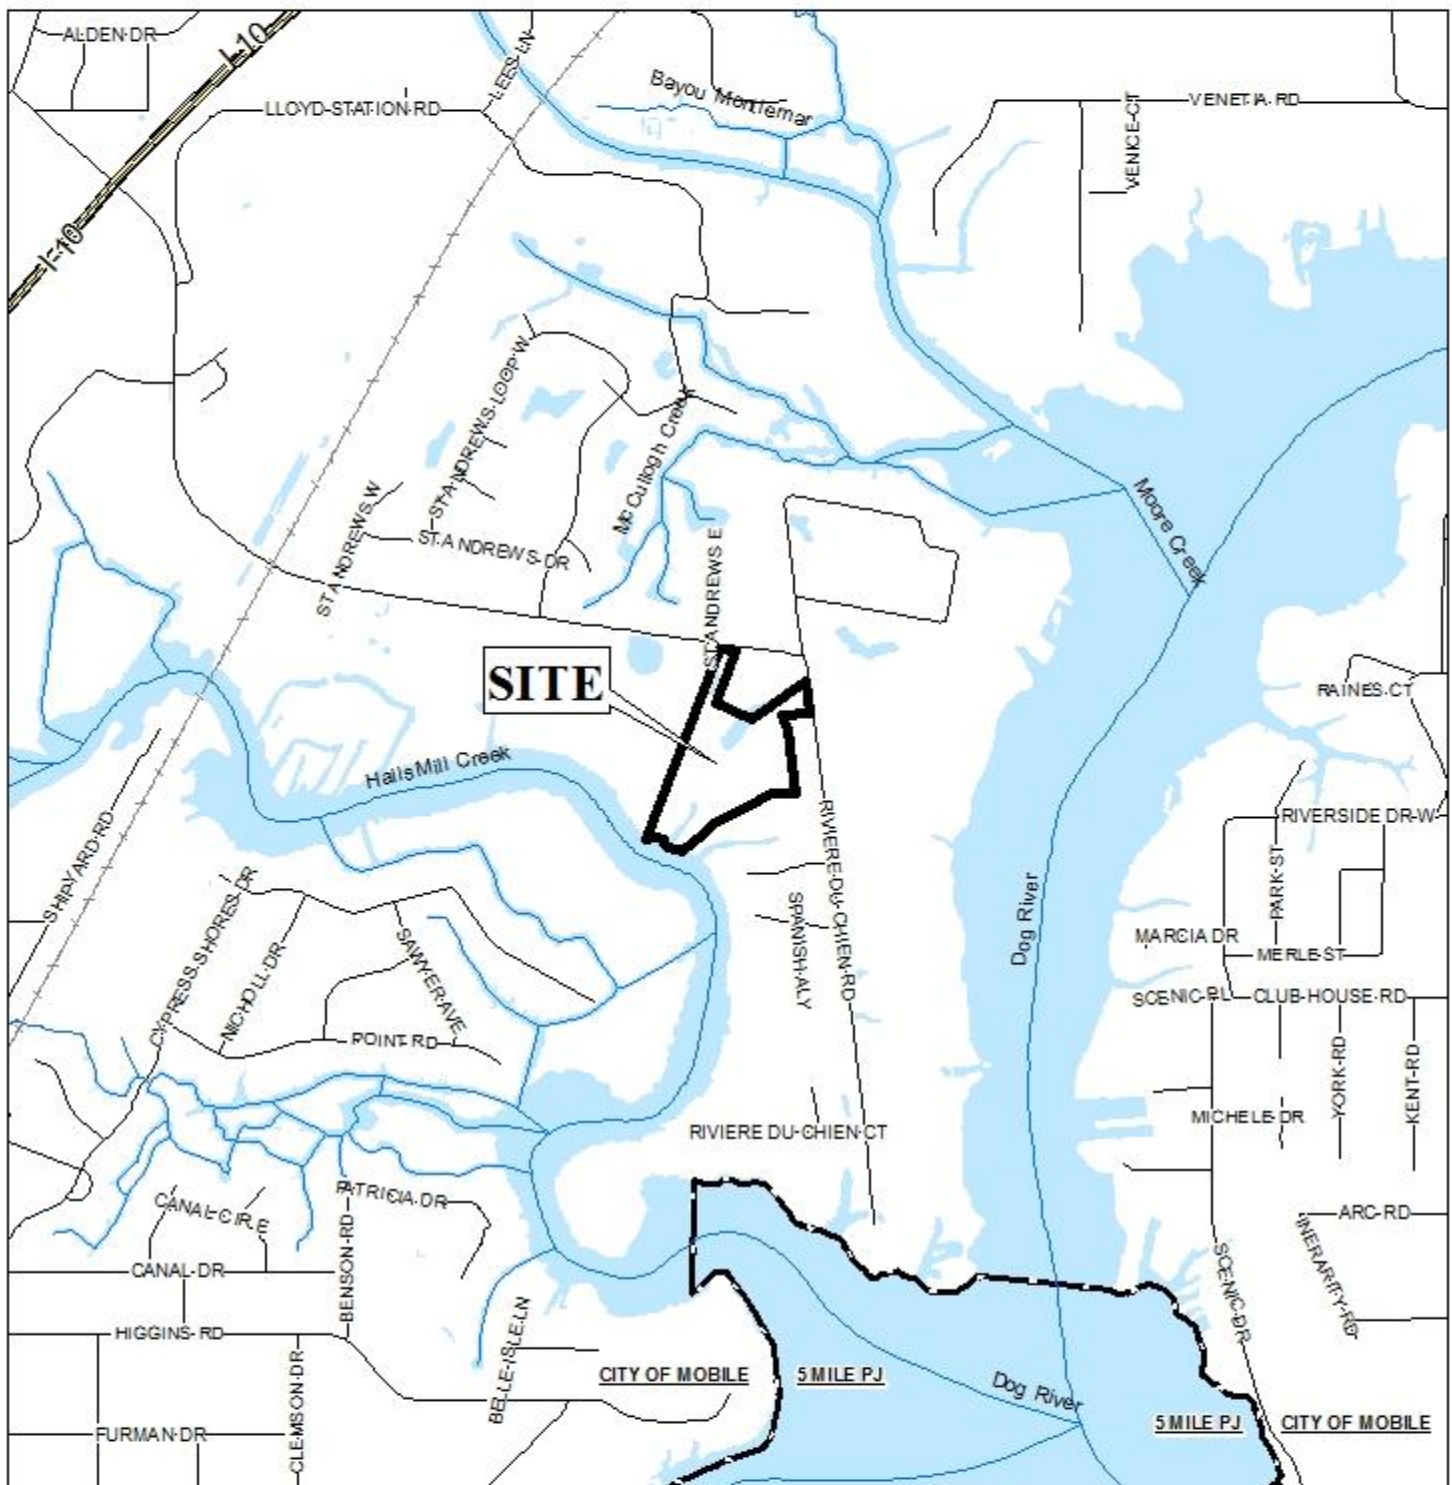 ALDEN DR
I-10
LEES LN
LLOYD STATION RD
Bayou Montlemar
VENETIA RD
VENICE CT
I-10
ST ANDREWS LOOP W
McCullogh Creek
ST ANDREWS W
ST ANDREWS DR
ST ANDREWS E
Moore Creek
SITE
RAINES CT
Halls Mill Creek
SHIPYARD RD
RIVIERE DU CHIEN RD
RIVERSIDE DR W
PARK ST
CYPRESS SHORES DR
NICHOLL DR
SAWYER AVE
SPANISH ALY
Dog River
MARCIA DR
MERLE ST
SCENIC BL
CLUB HOUSE RD
POINT RD
YORK RD
KENT RD
MICHELE DR
RIVIERE DU CHIEN CT
PATRICIA DR
CANAL CIR E
ARC RD
INERARITY RD
CANAL DR
BENSON RD
SCENIC DR
HIGGINS RD
BELLE ISLE LN
CITY OF MOBILE
5 MILE PJ
Dog River
CLEMSON DR
FURMAN DR
5 MILE PJ
CITY OF MOBILE